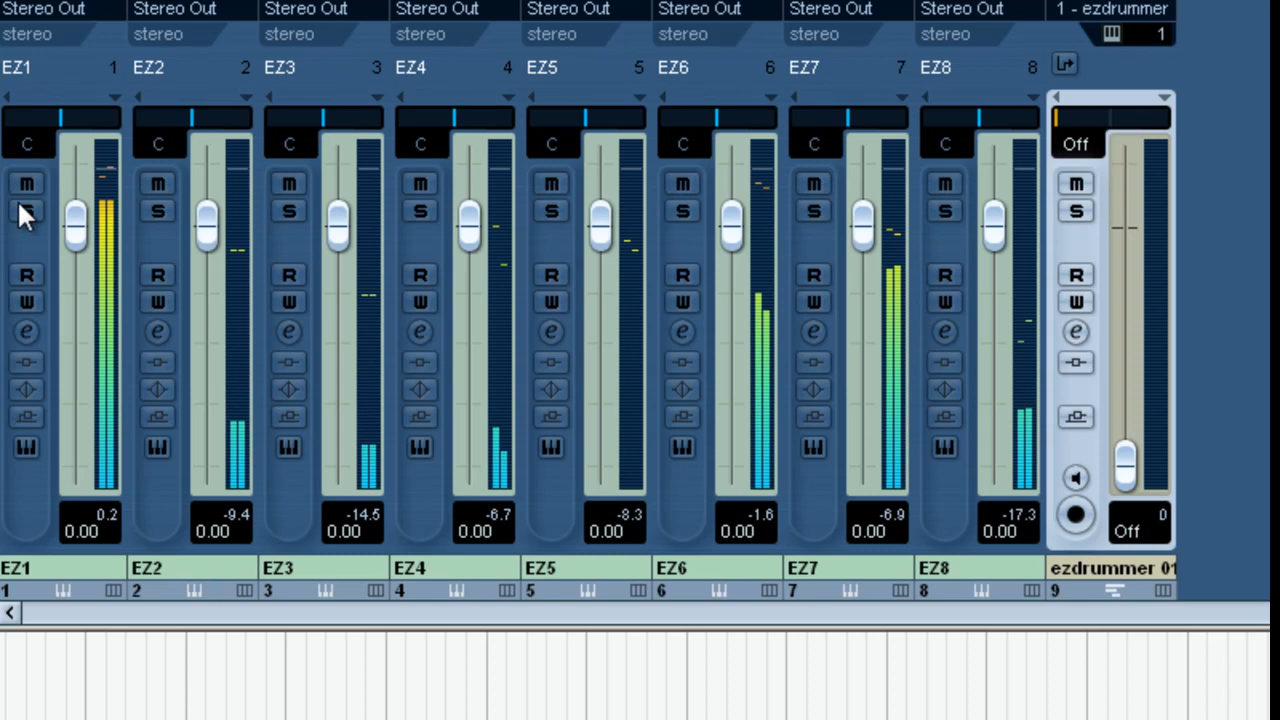 Stereo Out Stereo Out Stereo Out Stereo Out Stereo Out Stereo Out Stereo Out Stereo Out 1 - ezdrummer
stereo stereo stereo stereo stereo stereo stereo stereo 1
EZ1 1 EZ2 2 EZ3 3 EZ4 4 EZ5 5 EZ6 6 EZ7 7 EZ8 8
C C C C C C C C Off
m m m m m m m m m
S S S S S S S S
R R R R R R R R R
W W W W W W W W W
e e e e e e e e e
0.2 -9.4 -14.5 -6.7 -8.3 -1.6 -6.9 -17.3 0
0.00 0.00 0.00 0.00 0.00 0.00 0.00 0.00 Off
EZ1 EZ2 EZ3 EZ4 EZ5 EZ6 EZ7 EZ8 ezdrummer 01
1 2 3 4 5 6 7 8 9